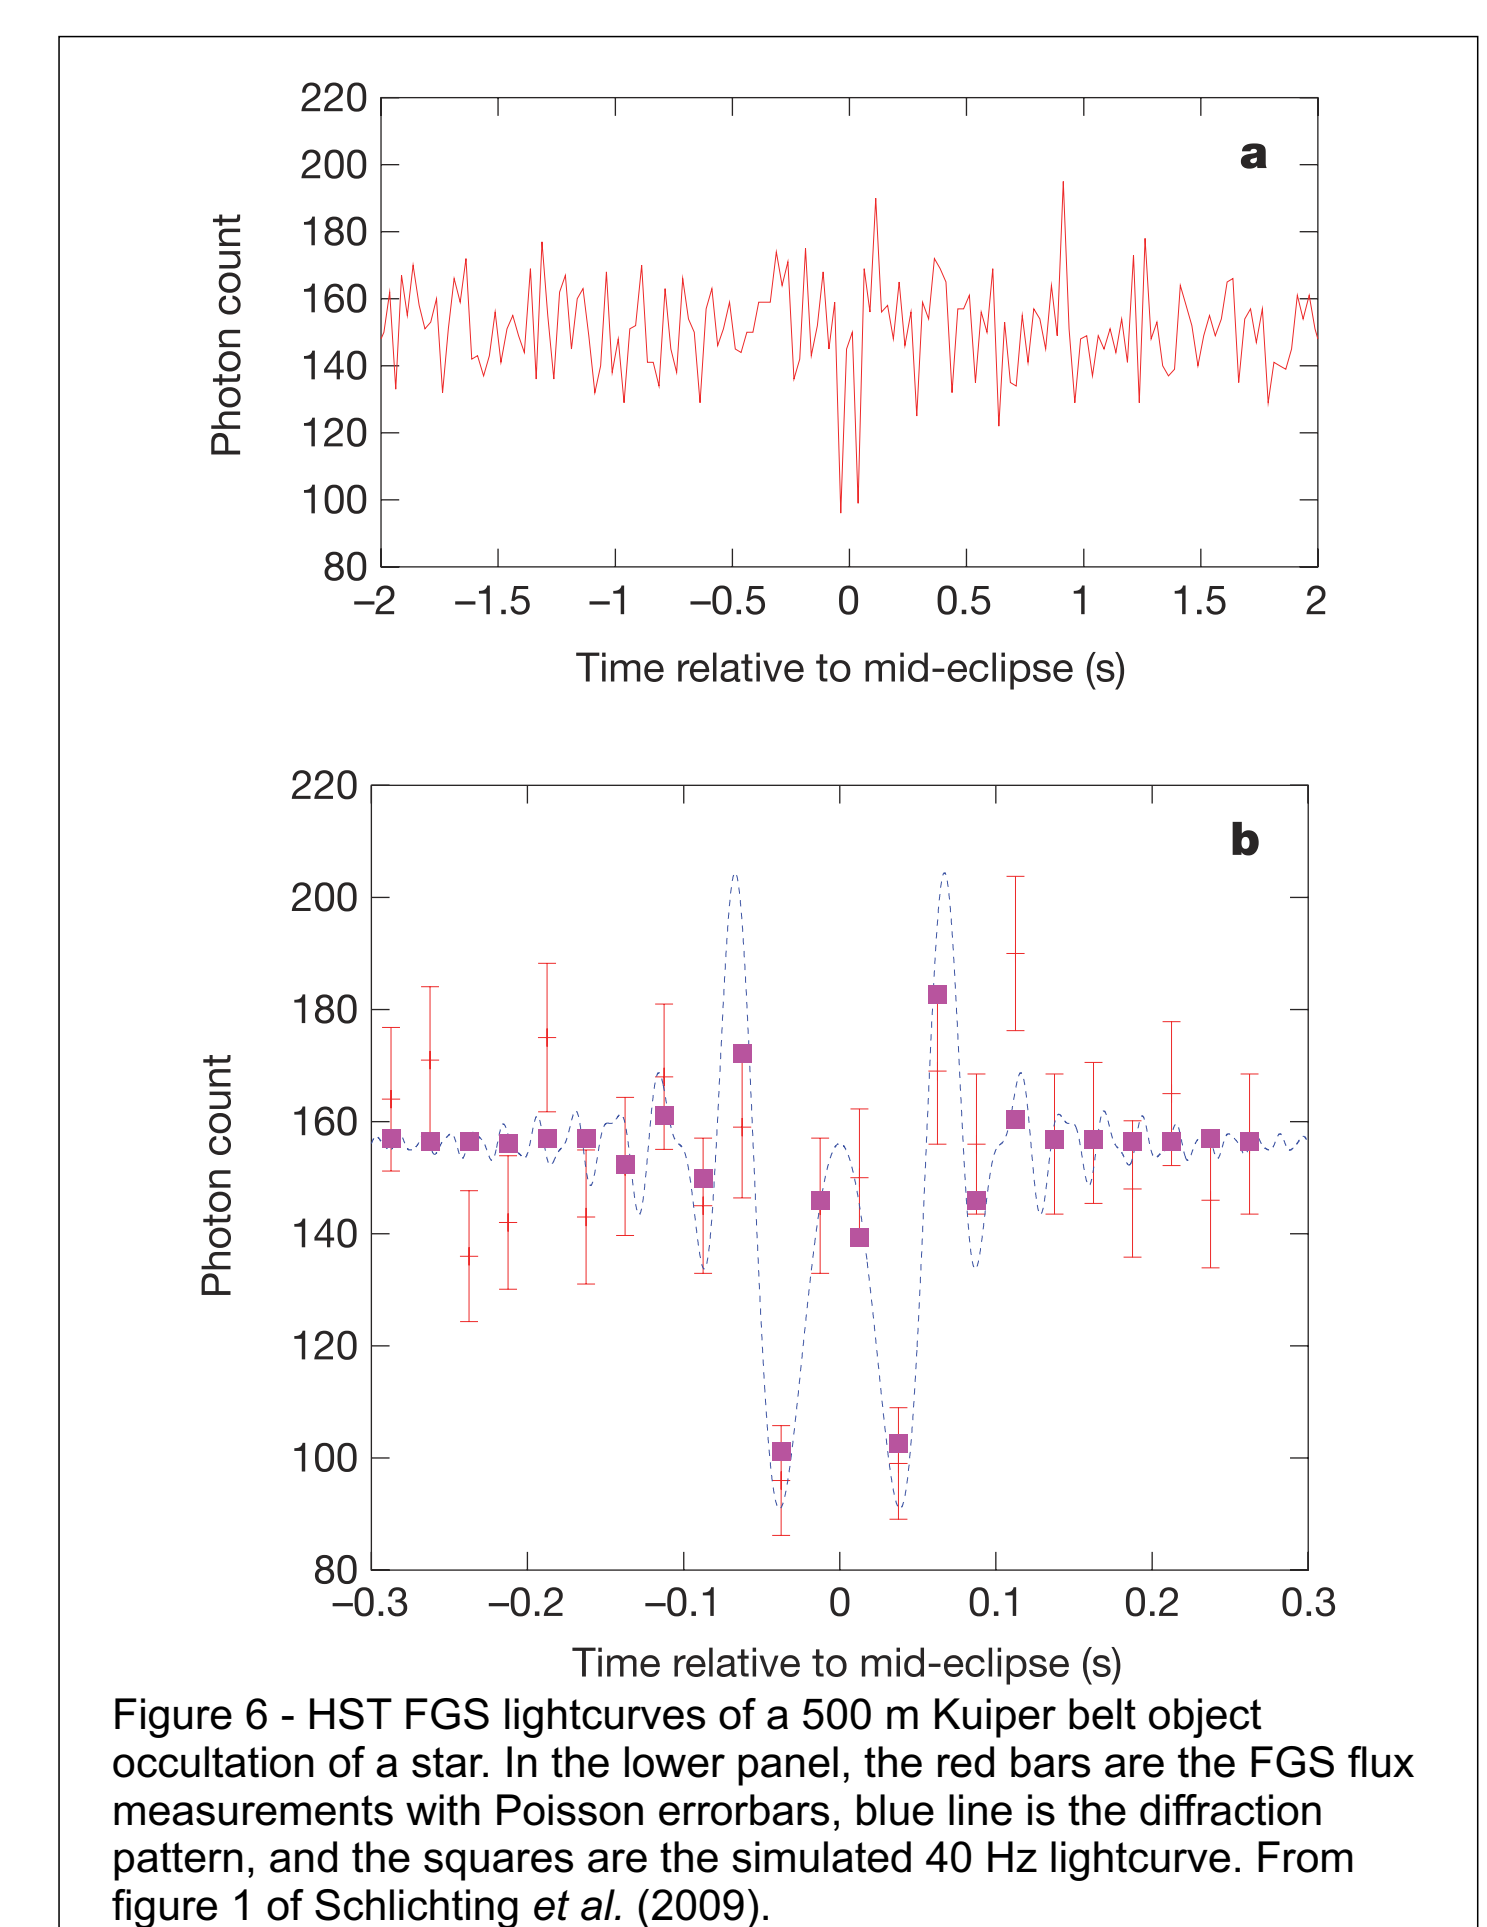 220
200
180
160
140
120
100
80
Photon count
a
–2 –1.5 –1 –0.5 0 0.5 1 1.5 2
Time relative to mid-eclipse (s)
220
200
180
160
140
120
100
80
Photon count
b
–0.3 –0.2 –0.1 0 0.1 0.2 0.3
Time relative to mid-eclipse (s)
Figure 6 - HST FGS lightcurves of a 500 m Kuiper belt object
occultation of a star. In the lower panel, the red bars are the FGS flux
measurements with Poisson errorbars, blue line is the diffraction
pattern, and the squares are the simulated 40 Hz lightcurve. From
figure 1 of Schlichting et al. (2009).